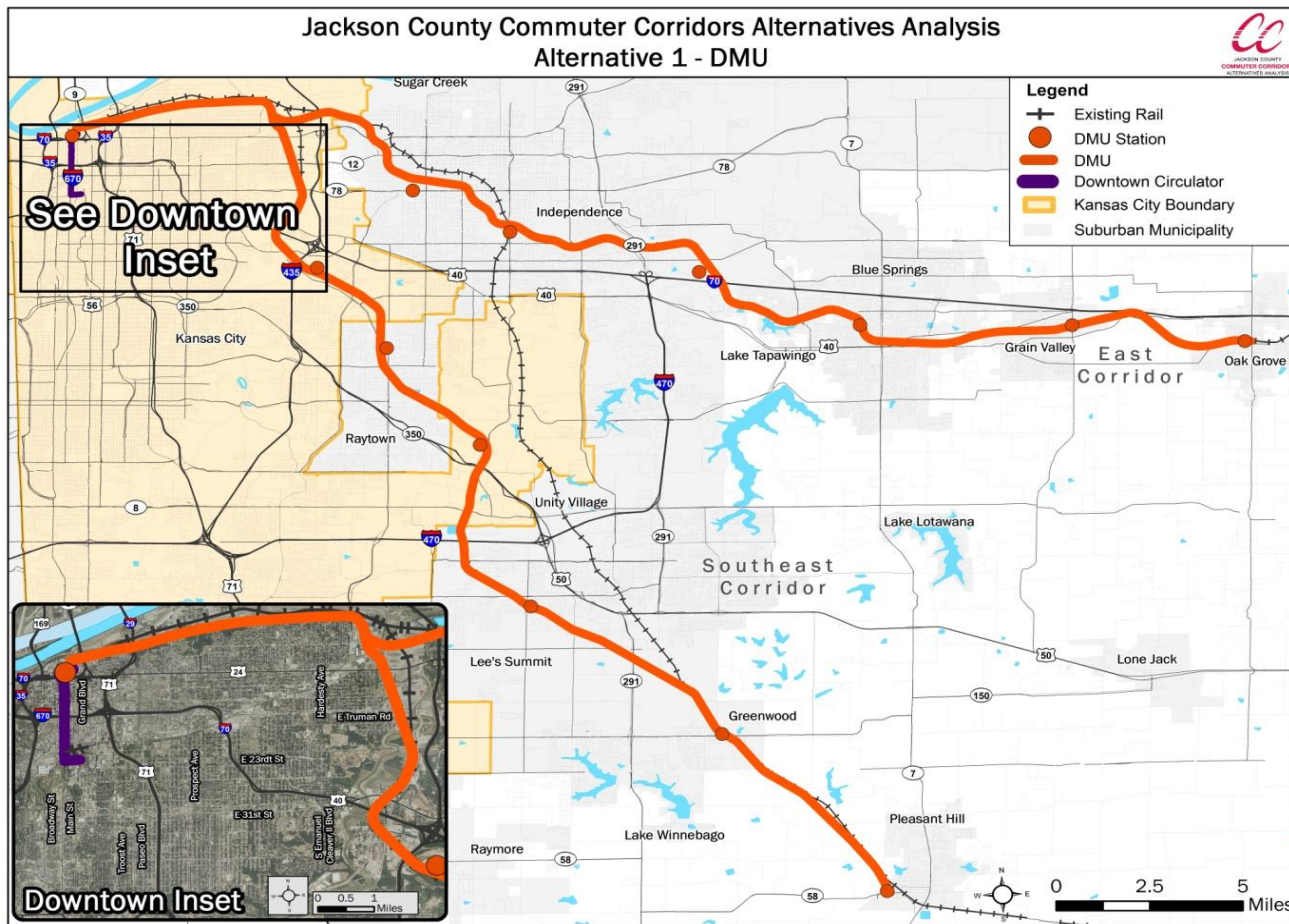 Jackson County Commuter Corridors Alternatives Analysis
Alternative 1 - DMU
CC
JACKSON COUNTY
COMMUTER CORRIDORS
ALTERNATIVES ANALYSIS
Legend
Existing Rail
DMU Station
DMU
Downtown Circulator
Kansas City Boundary
Suburban Municipality
Sugar Creek
9
291
70
35
35
12
7
78
78
670
See Downtown
Inset
Independence
71
291
435
40
70
Blue Springs
56
350
40
Kansas City
Lake Tapawingo
40
Grain Valley
East
Corridor
Oak Grove
470
Raytown
350
Unity Village
8
Lake Lotawana
470
291
Southeast
Corridor
71
50
50
Lone Jack
Lee's Summit
291
150
Greenwood
7
Lake Winnebago
Pleasant Hill
Raymore
58
58
N
W
E
S
0
2.5
5
Miles
169
29
70
35
71
24
Grand Blvd
Hardesty Ave
670
E Truman Rd
70
Prospect Ave
E 23rdt St
71
40
Broadway St
Main St
Troost Ave
Paseo Blvd
E 31st St
S Emanuel
Cleaver II Blvd
Downtown Inset
N
W
E
S
0
0.5
1
Miles